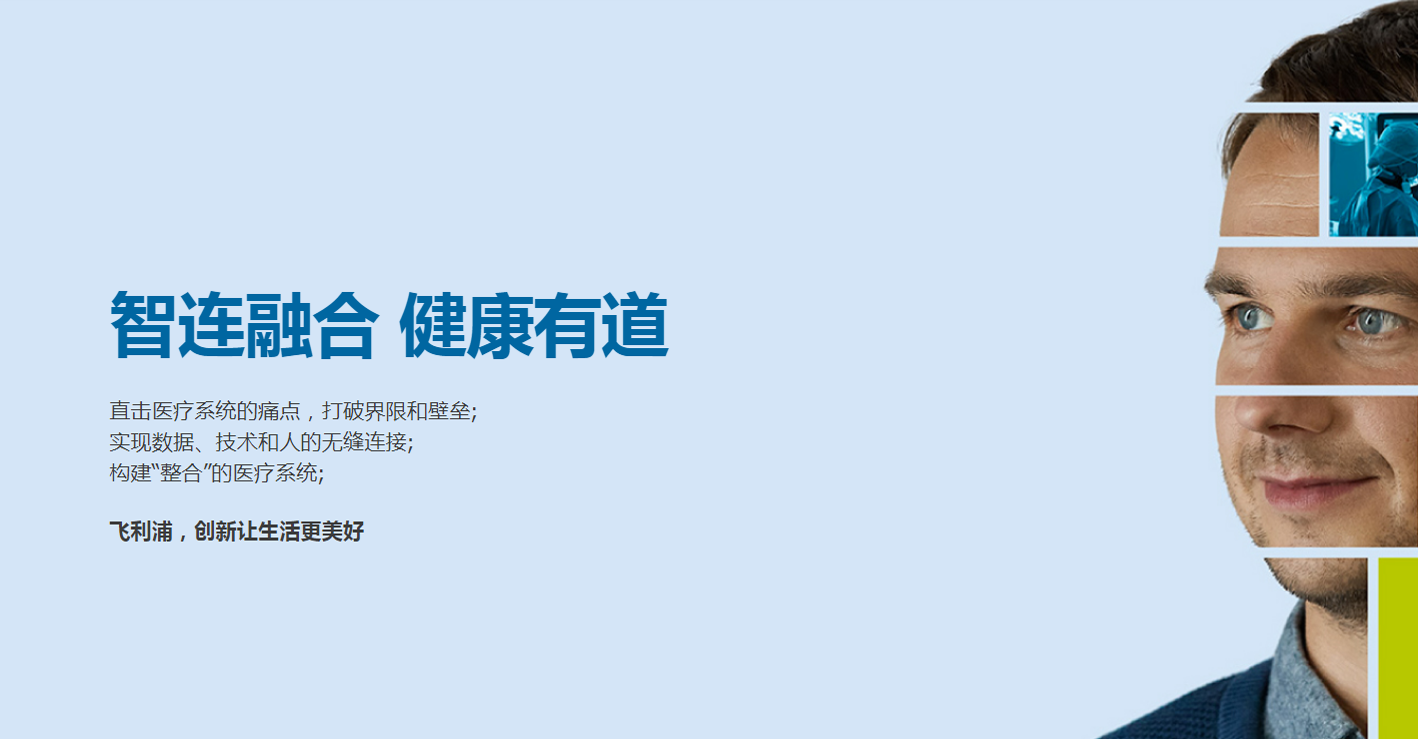 智连融合 健康有道
直击医疗系统的痛点，打破界限和壁垒;
实现数据、技术和人的无缝连接;
构建“整合”的医疗系统;
飞利浦，创新让生活更美好